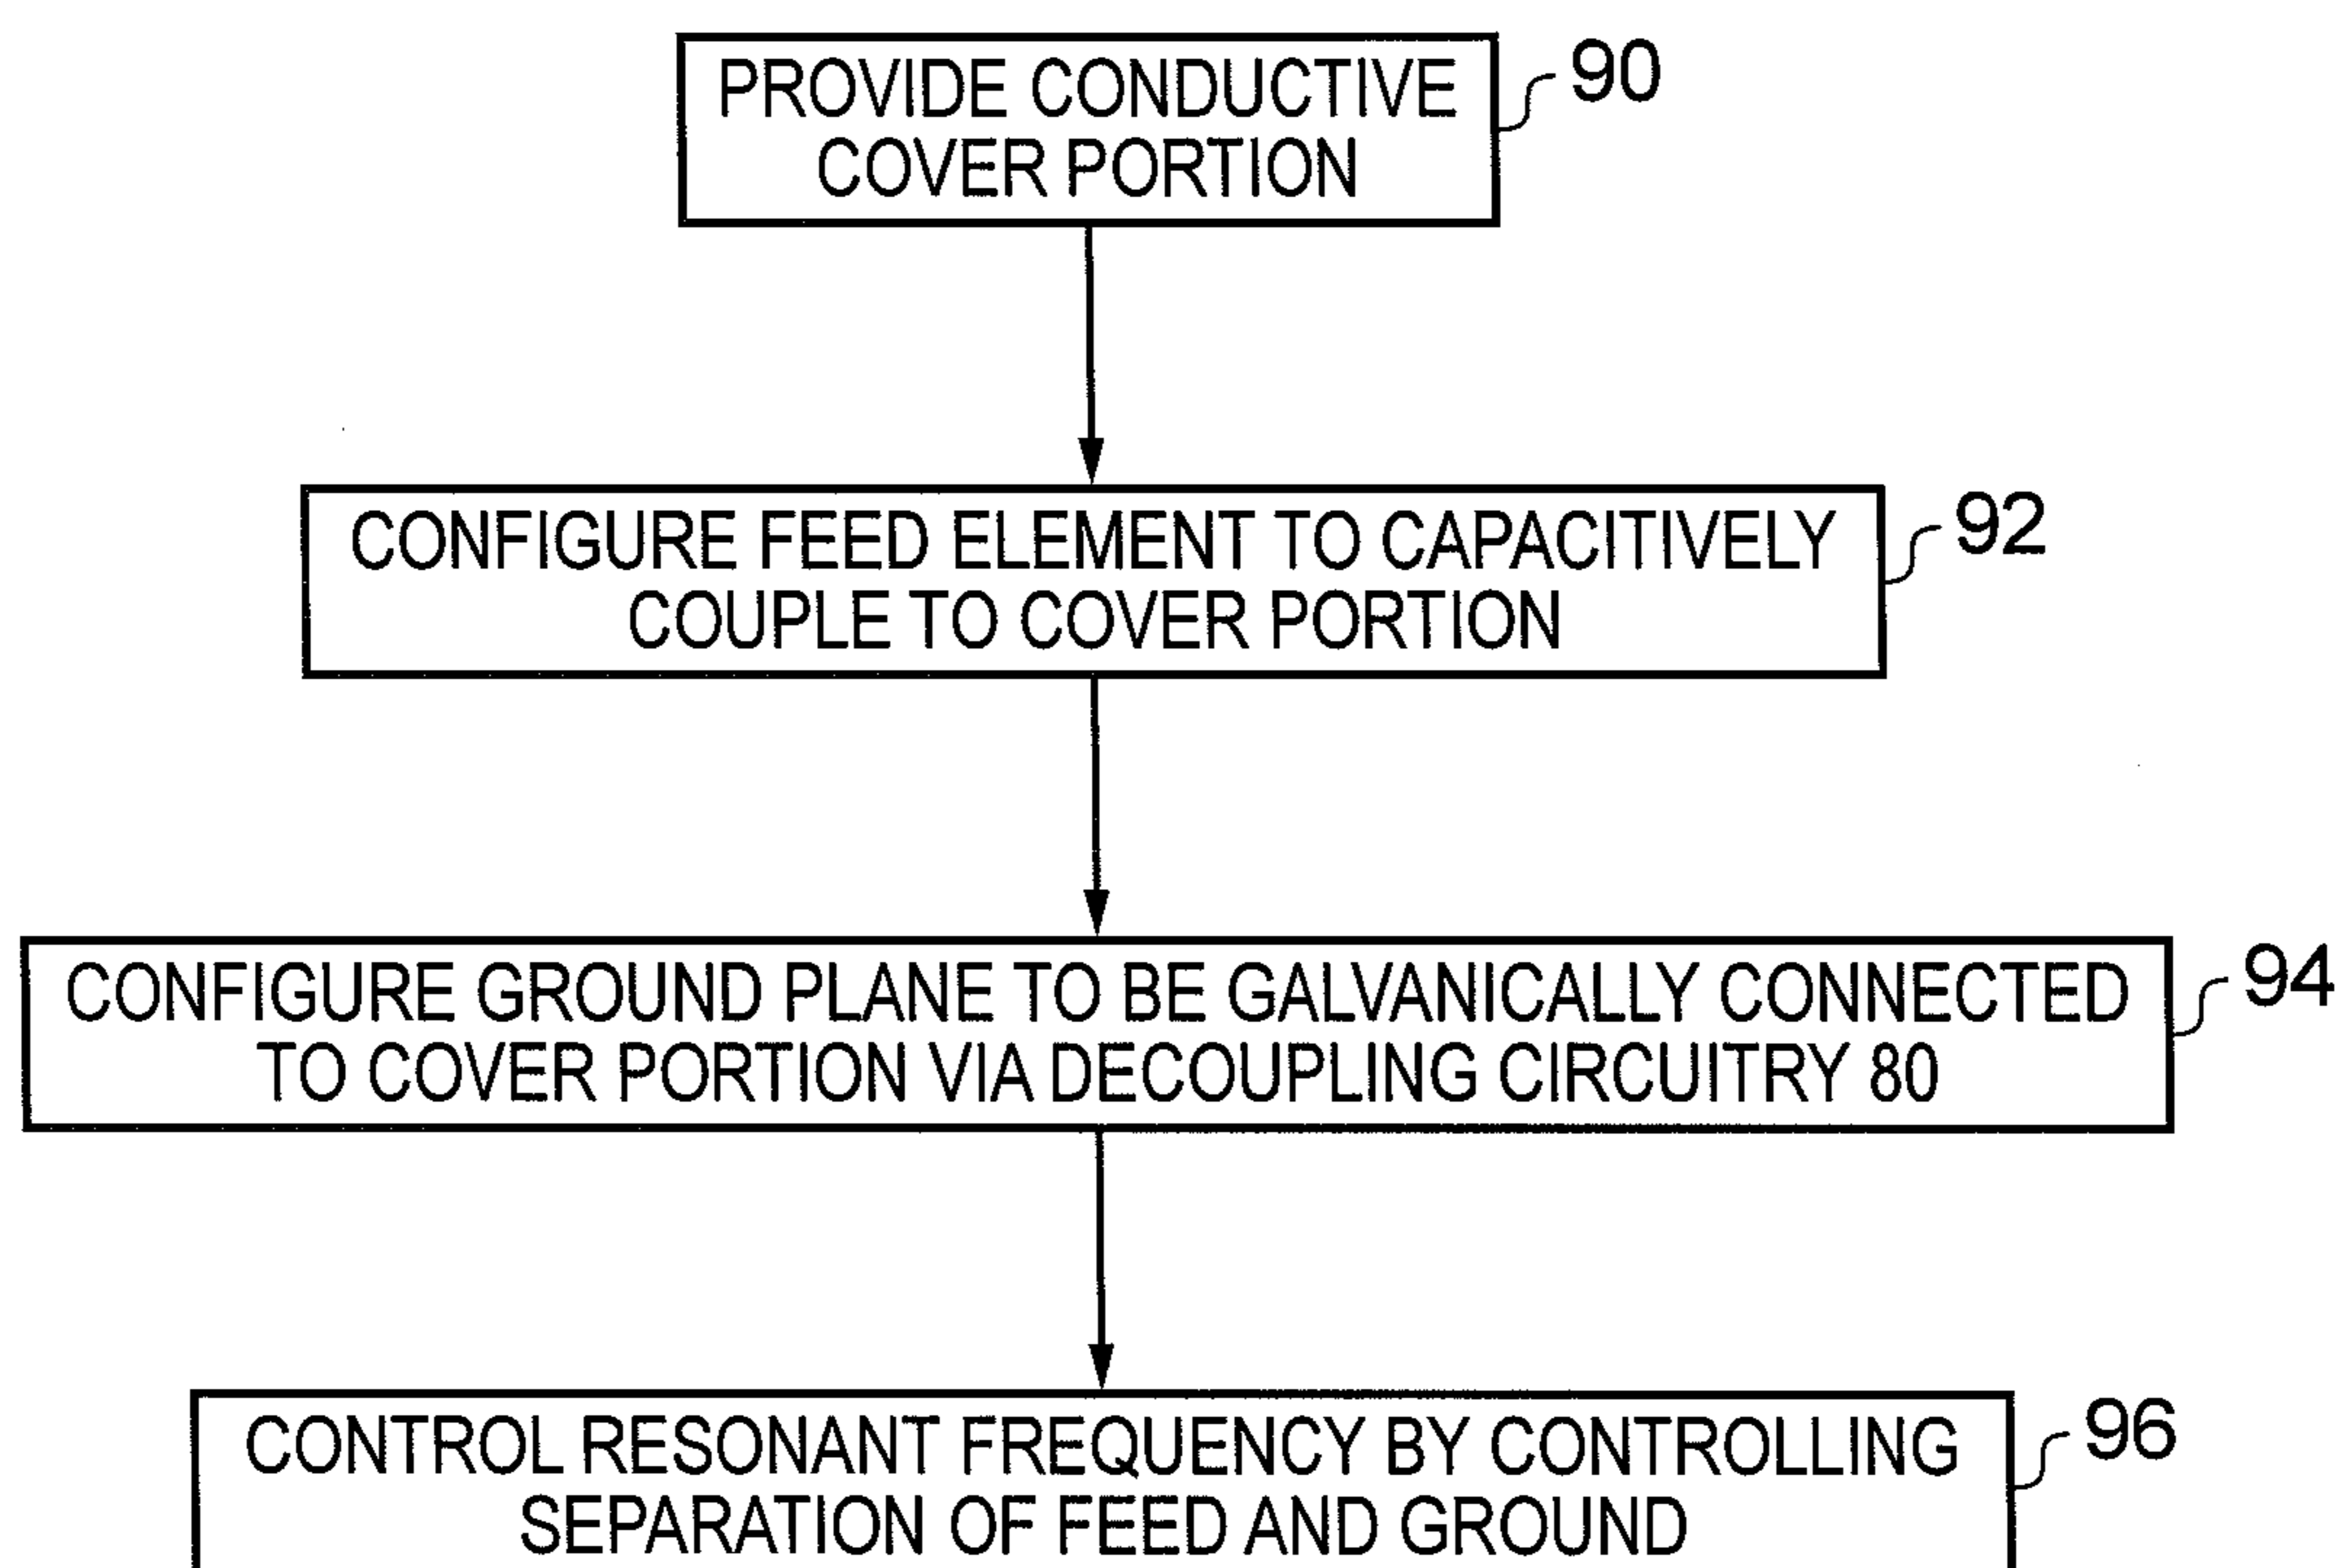 PROVIDE CONDUCTIVE
COVER PORTION
90
CONFIGURE FEED ELEMENT TO CAPACITIVELY
COUPLE TO COVER PORTION
92
CONFIGURE GROUND PLANE TO BE GALVANICALLY CONNECTED
TO COVER PORTION VIA DECOUPLING CIRCUITRY 80
94
CONTROL RESONANT FREQUENCY BY CONTROLLING
SEPARATION OF FEED AND GROUND
96